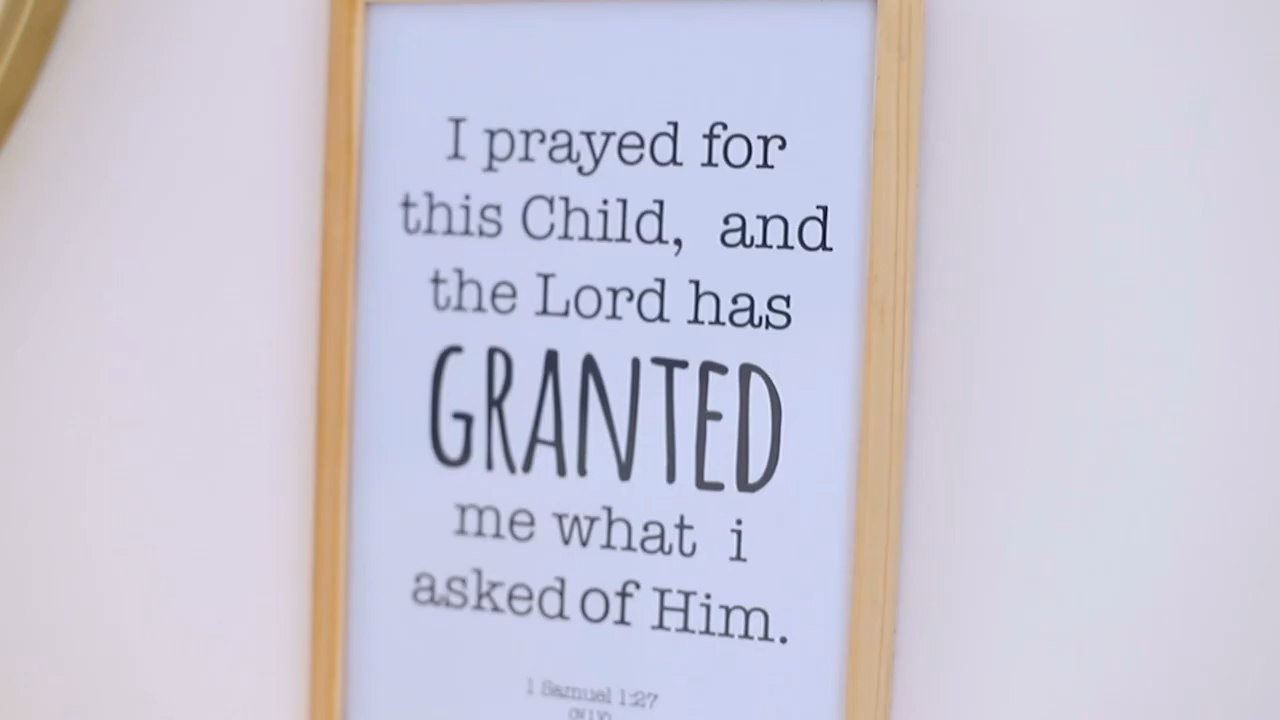 I prayed for
this Child, and
the Lord has
GRANTED
me what i
asked of Him.
1 Samuel 1:27